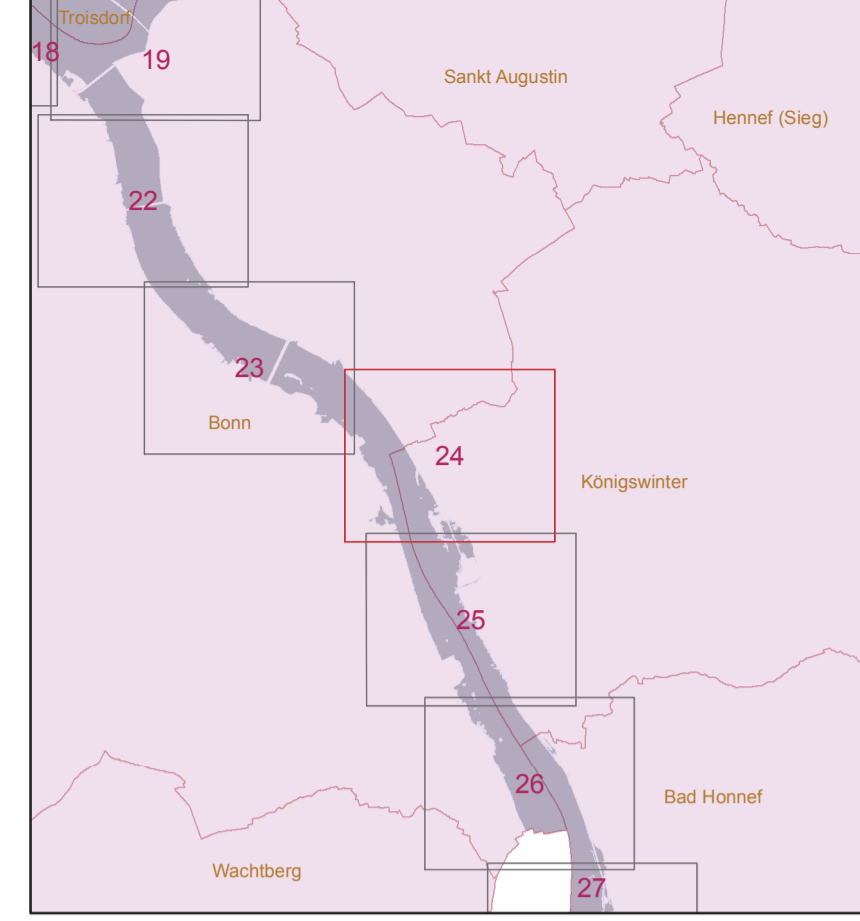 Troisdorf
18
19
Sankt Augustin
Hennef (Sieg)
22
23
Bonn
24
Königswinter
25
26
Bad Honnef
Wachtberg
27